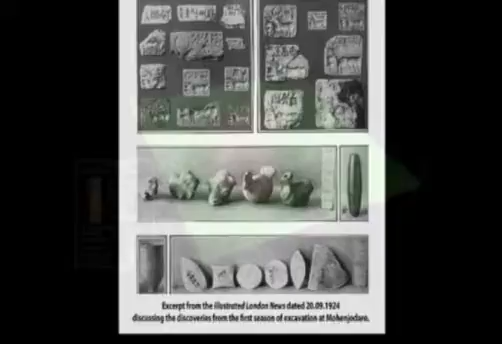 Excerpt from the Illustrated London News dated 20.09.1924
discussing the discoveries from the first season of excavation at Mohenjodaro.